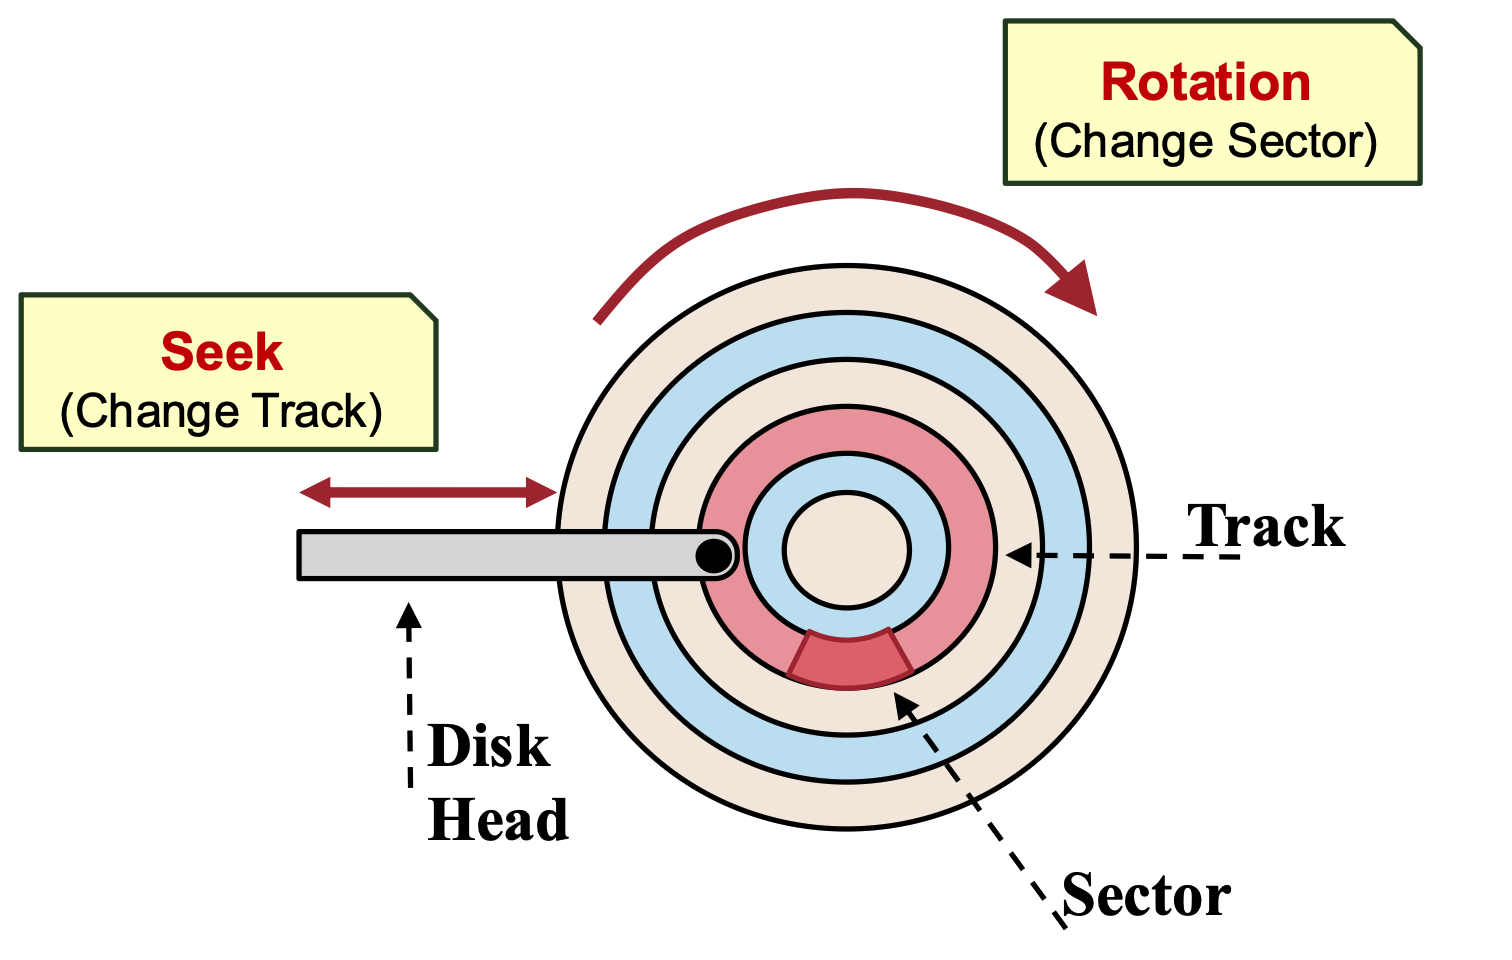 Rotation
(Change Sector)
Seek
(Change Track)
Track
Disk
Head
Sector